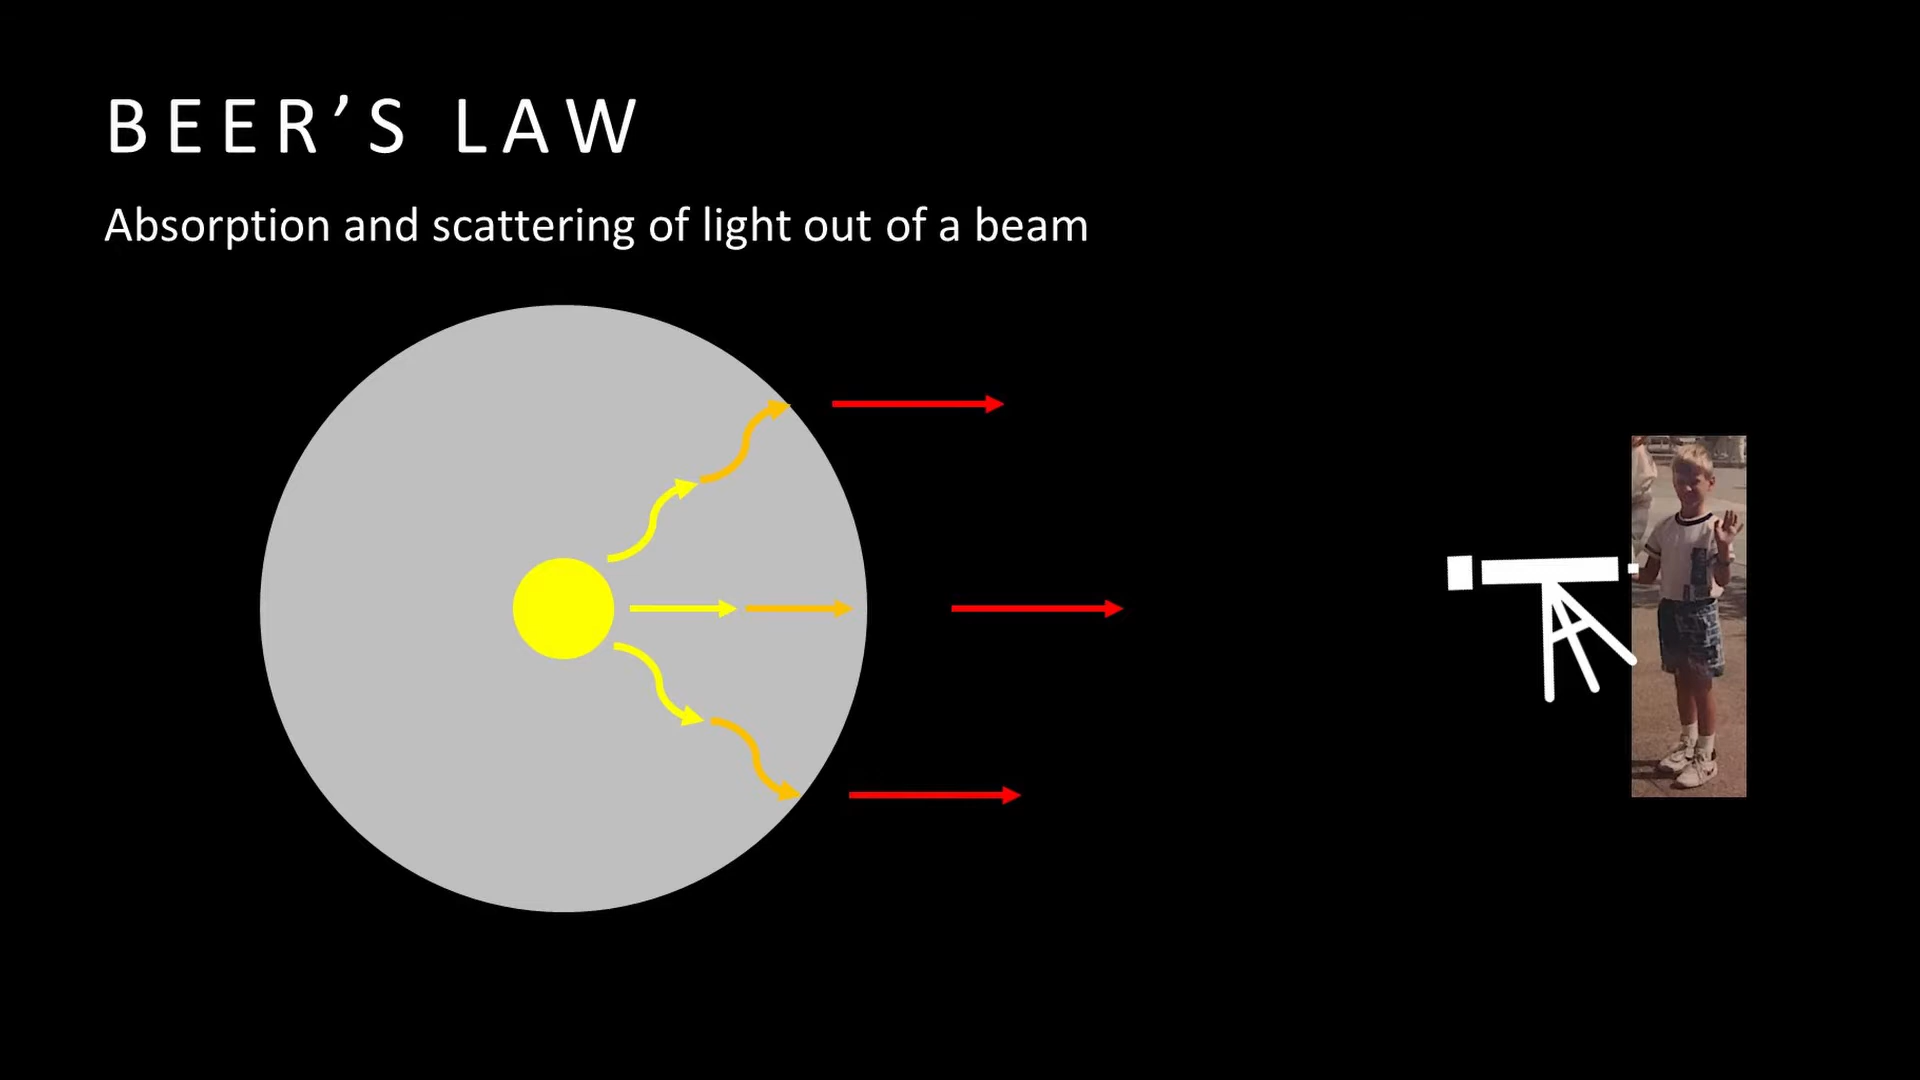 BEER’S LAW
Absorption and scattering of light out of a beam